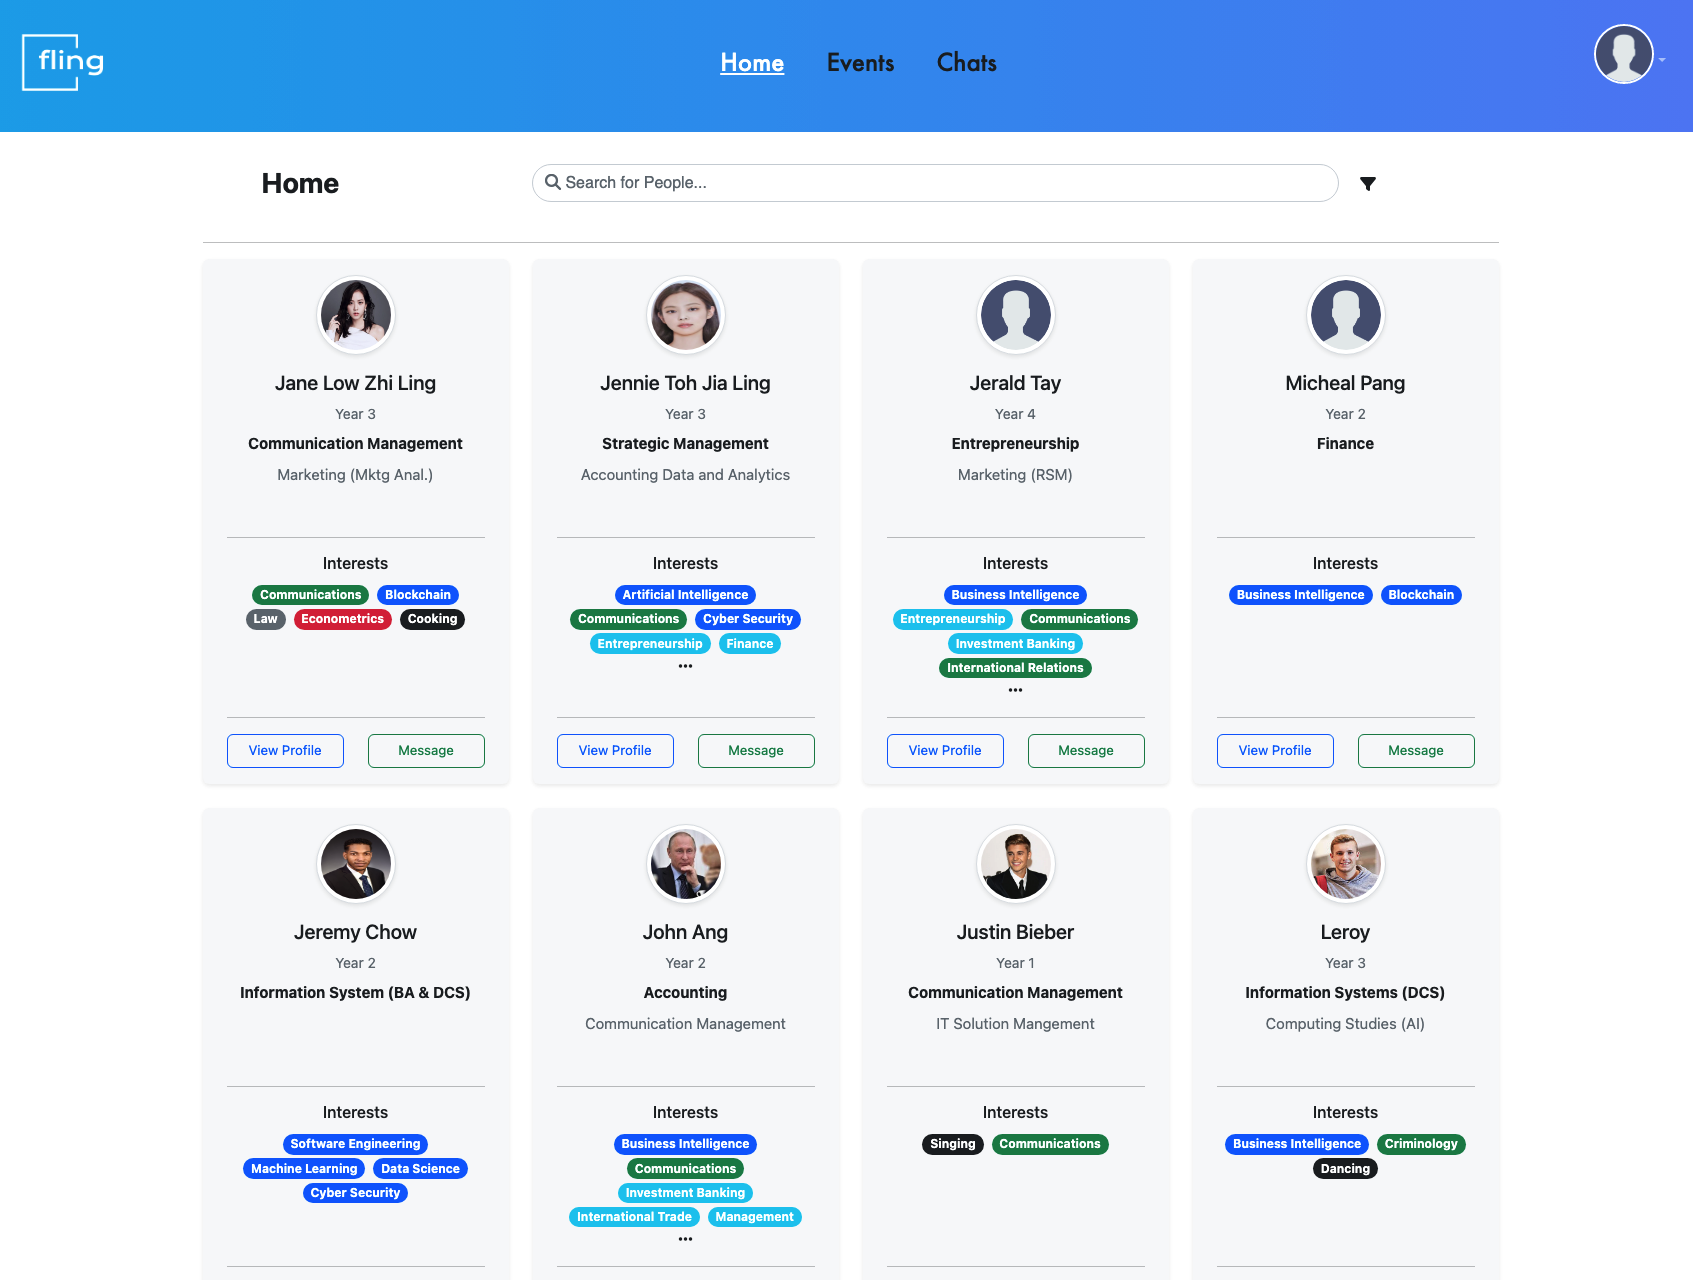 fling
Home Events Chats
Home
Search for People...
Jane Low Zhi Ling
Year 3
Communication Management
Marketing (Mktg Anal.)
Interests
Communications Blockchain
Law Econometrics Cooking
View Profile Message
Jennie Toh Jia Ling
Year 3
Strategic Management
Accounting Data and Analytics
Interests
Artificial Intelligence
Communications Cyber Security
Entrepreneurship Finance
...
View Profile Message
Jerald Tay
Year 4
Entrepreneurship
Marketing (RSM)
Interests
Business Intelligence
Entrepreneurship Communications
Investment Banking
International Relations
...
View Profile Message
Micheal Pang
Year 2
Finance
Interests
Business Intelligence Blockchain
View Profile Message
Jeremy Chow
Year 2
Information System (BA & DCS)
Interests
Software Engineering
Machine Learning Data Science
Cyber Security
John Ang
Year 2
Accounting
Communication Management
Interests
Business Intelligence
Communications
Investment Banking
International Trade Management
...
Justin Bieber
Year 1
Communication Management
IT Solution Mangement
Interests
Singing Communications
Leroy
Year 3
Information Systems (DCS)
Computing Studies (AI)
Interests
Business Intelligence Criminology
Dancing